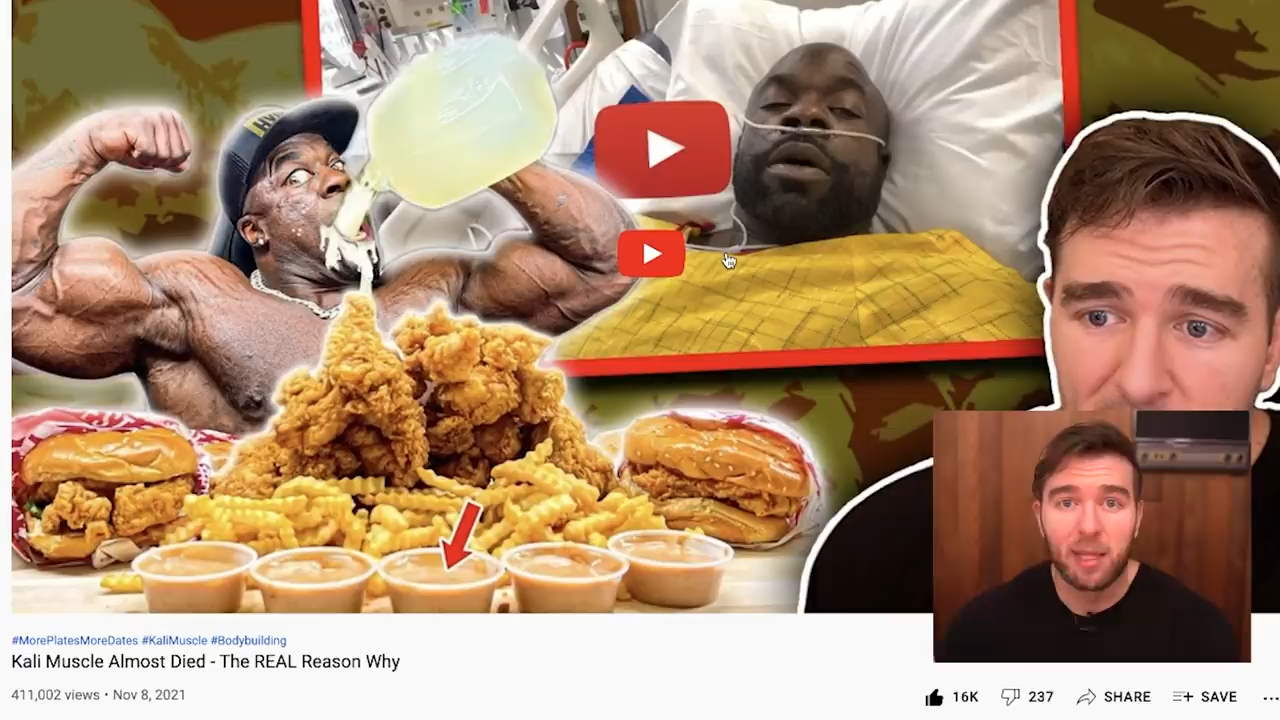 #MorePlatesMoreDates #KaliMuscle #Bodybuilding
Kali Muscle Almost Died - The REAL Reason Why
411,002 views • Nov 8, 2021
16K
237
SHARE
SAVE